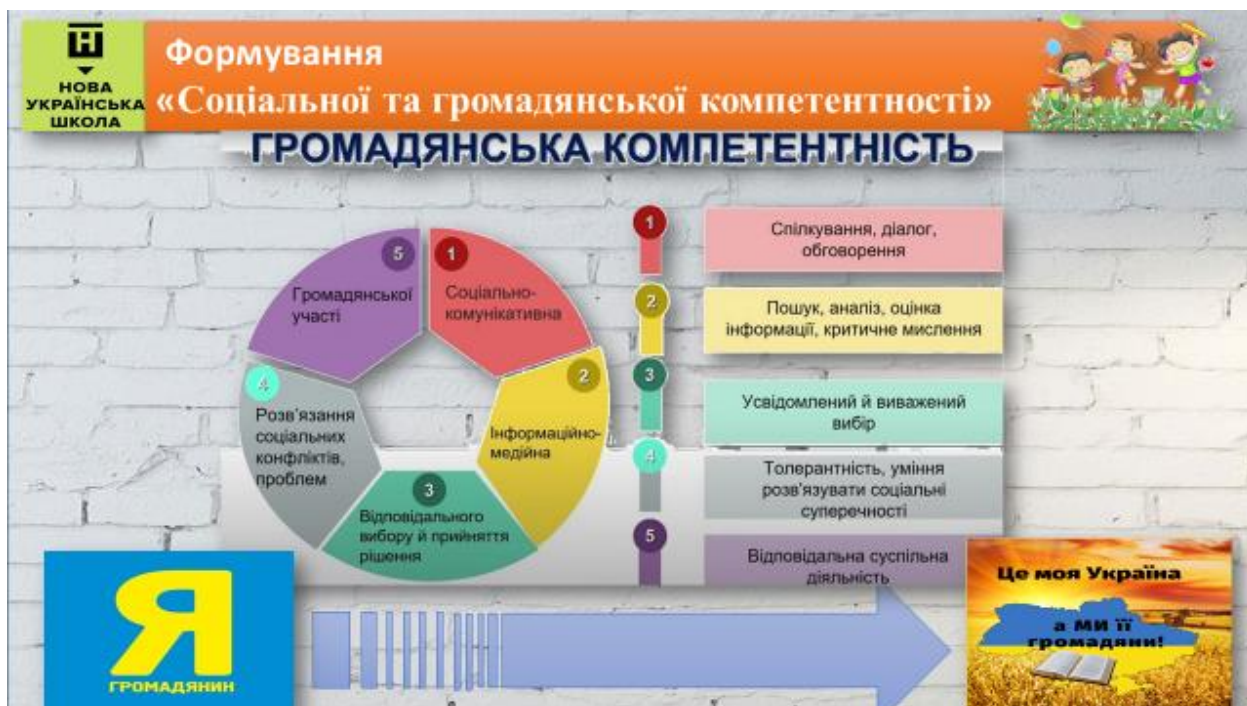 НОВА
УКРАЇНСЬКА
ШКОЛА
Формування
«Соціальної та громадянської компетентності»
ГРОМАДЯНСЬКА КОМПЕТЕНТНІСТЬ
1
Соціально-
комунікативна
2
Інформаційно-
медійна
3
Відповідального
вибору й прийняття
рішення
4
Розв'язання
соціальних
конфліктів,
проблем
5
Громадянської
участі
1
Спілкування, діалог,
обговорення
2
Пошук, аналіз, оцінка
інформації, критичне мислення
3
Усвідомлений й виважений
вибір
4
Толерантність, уміння
розв'язувати соціальні
суперечності
5
Відповідальна суспільна
діяльність
Я
ГРОМАДЯНИН
Це моя Україна
а МИ її
громадяни!